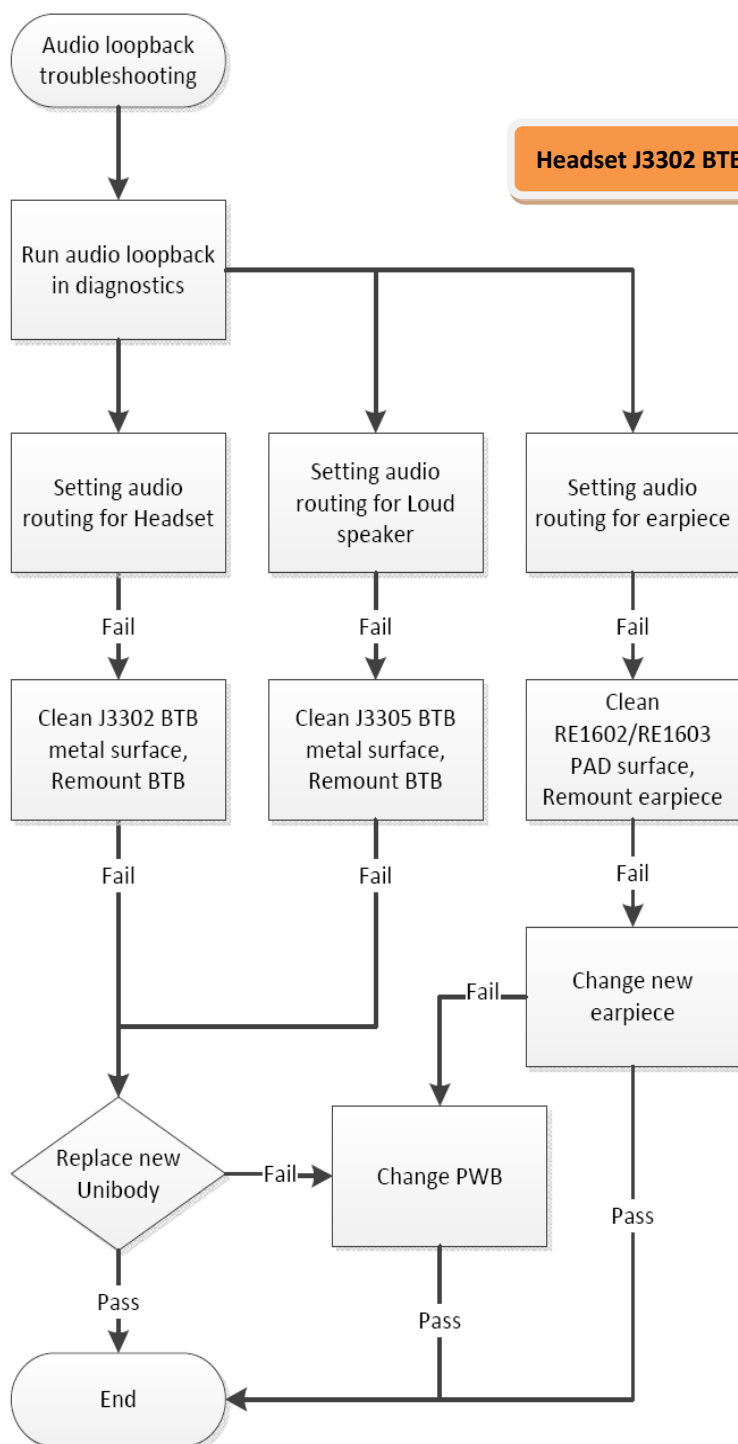 Audio loopback
troubleshooting
Headset J3302 BTB
Run audio loopback
in diagnostics
Setting audio
routing for Headset
Setting audio
routing for Loud
speaker
Setting audio
routing for earpiece
Fail
Fail
Fail
Clean J3302 BTB
metal surface,
Remount BTB
Clean J3305 BTB
metal surface,
Remount BTB
Clean
RE1602/RE1603
PAD surface,
Remount earpiece
Fail
Fail
Fail
Change new
earpiece
Fail
Replace new
Unibody
Fail
Change PWB
Pass
Pass
Pass
End